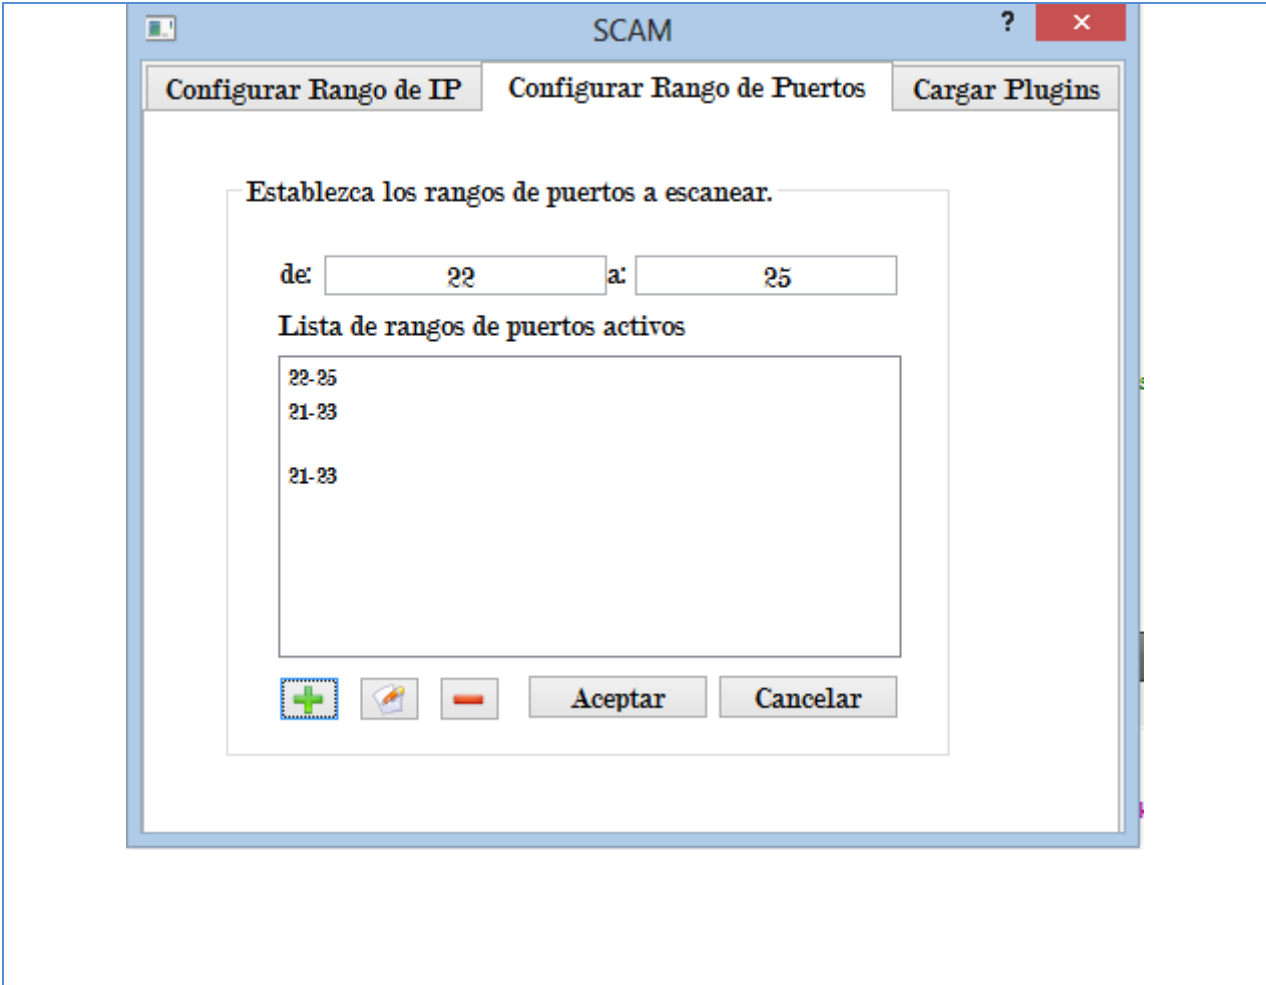 SCAM
?
Configurar Rango de IP Configurar Rango de Puertos Cargar Plugins
Establezca los rangos de puertos a escanear.
de: 22 a: 25
Lista de rangos de puertos activos
22-25
21-23
21-23
Aceptar Cancelar